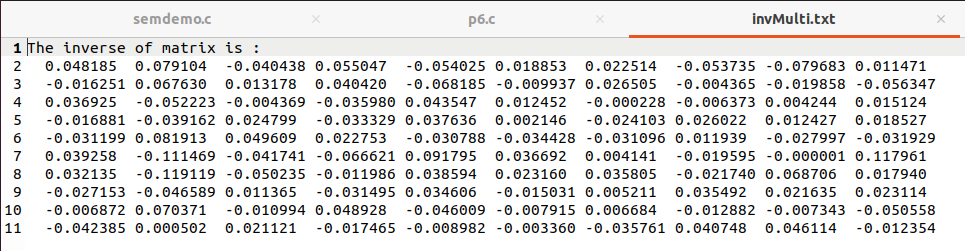 semdemo.c × p6.c × invMulti.txt ×
1 The inverse of matrix is :
2 0.048185 0.079104 -0.040438 0.055047 -0.054025 0.018853 0.022514 -0.053735 -0.079683 0.011471
3 -0.016251 0.067630 0.013178 0.040420 -0.068185 -0.009937 0.026505 -0.004365 -0.019858 -0.056347
4 0.036925 -0.052223 -0.004369 -0.035980 0.043547 0.012452 -0.000228 -0.006373 0.004244 0.015124
5 -0.016881 -0.039162 0.024799 -0.033329 0.037636 0.002146 -0.024103 0.026022 0.012427 0.018527
6 -0.031199 0.081913 0.049609 0.022753 -0.030788 -0.034428 -0.031096 0.011939 -0.027997 -0.031929
7 0.039258 -0.111469 -0.041741 -0.066621 0.091795 0.036692 0.004141 -0.019595 -0.000001 0.117961
8 0.032135 -0.119119 -0.050235 -0.011986 0.038594 0.023160 0.035805 -0.021740 0.068706 0.017940
9 -0.027153 -0.046589 0.011365 -0.031495 0.034606 -0.015031 0.005211 0.035492 0.021635 0.023114
10 -0.006872 0.070371 -0.010994 0.048928 -0.046009 -0.007915 0.006684 -0.012882 -0.007343 -0.050558
11 -0.042385 0.000502 0.021121 -0.017465 -0.008982 -0.003360 -0.035761 0.040748 0.046114 -0.012354